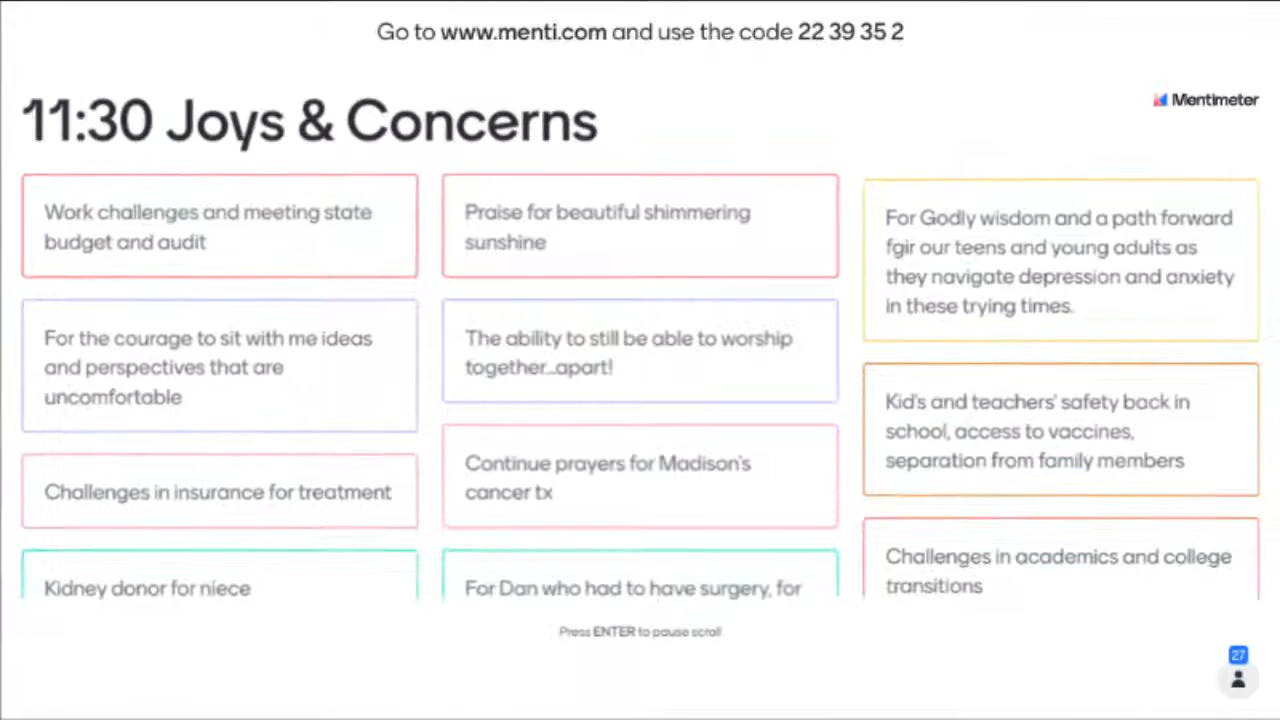 Go to www.menti.com and use the code 22 39 35 2
11:30 Joys & Concerns
Mentimeter
Work challenges and meeting state
budget and audit
For the courage to sit with me ideas
and perspectives that are
uncomfortable
Challenges in insurance for treatment
Kidney donor for niece
Praise for beautiful shimmering
sunshine
The ability to still be able to worship
together...apart!
Continue prayers for Madison's
cancer tx
For Dan who had to have surgery, for
For Godly wisdom and a path forward
fgir our teens and young adults as
they navigate depression and anxiety
in these trying times.
Kid's and teachers' safety back in
school, access to vaccines,
separation from family members
Challenges in academics and college
transitions
Press ENTER to pause scroll
27